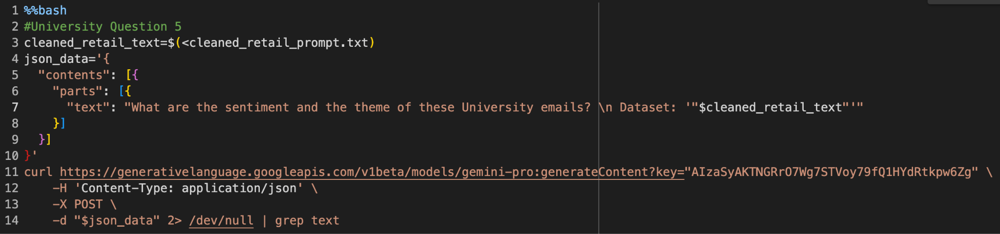 1 %%bash
2 #University Question 5
3 cleaned_retail_text=$(<cleaned_retail_prompt.txt)
4 json_data='{
5   "contents": [{
6     "parts": [{
7       "text": "What are the sentiment and the theme of these University emails? \n Dataset: '"$cleaned_retail_text"'"
8     }]
9   }]
10 }'
11 curl https://generativelanguage.googleapis.com/v1beta/models/gemini-pro:generateContent?key="AIzaSyAKTNGRrO7Wg7STVoy79fQ1HYdRtkpw6Zg" \
12     -H 'Content-Type: application/json' \
13     -X POST \
14     -d "$json_data" 2> /dev/null | grep text